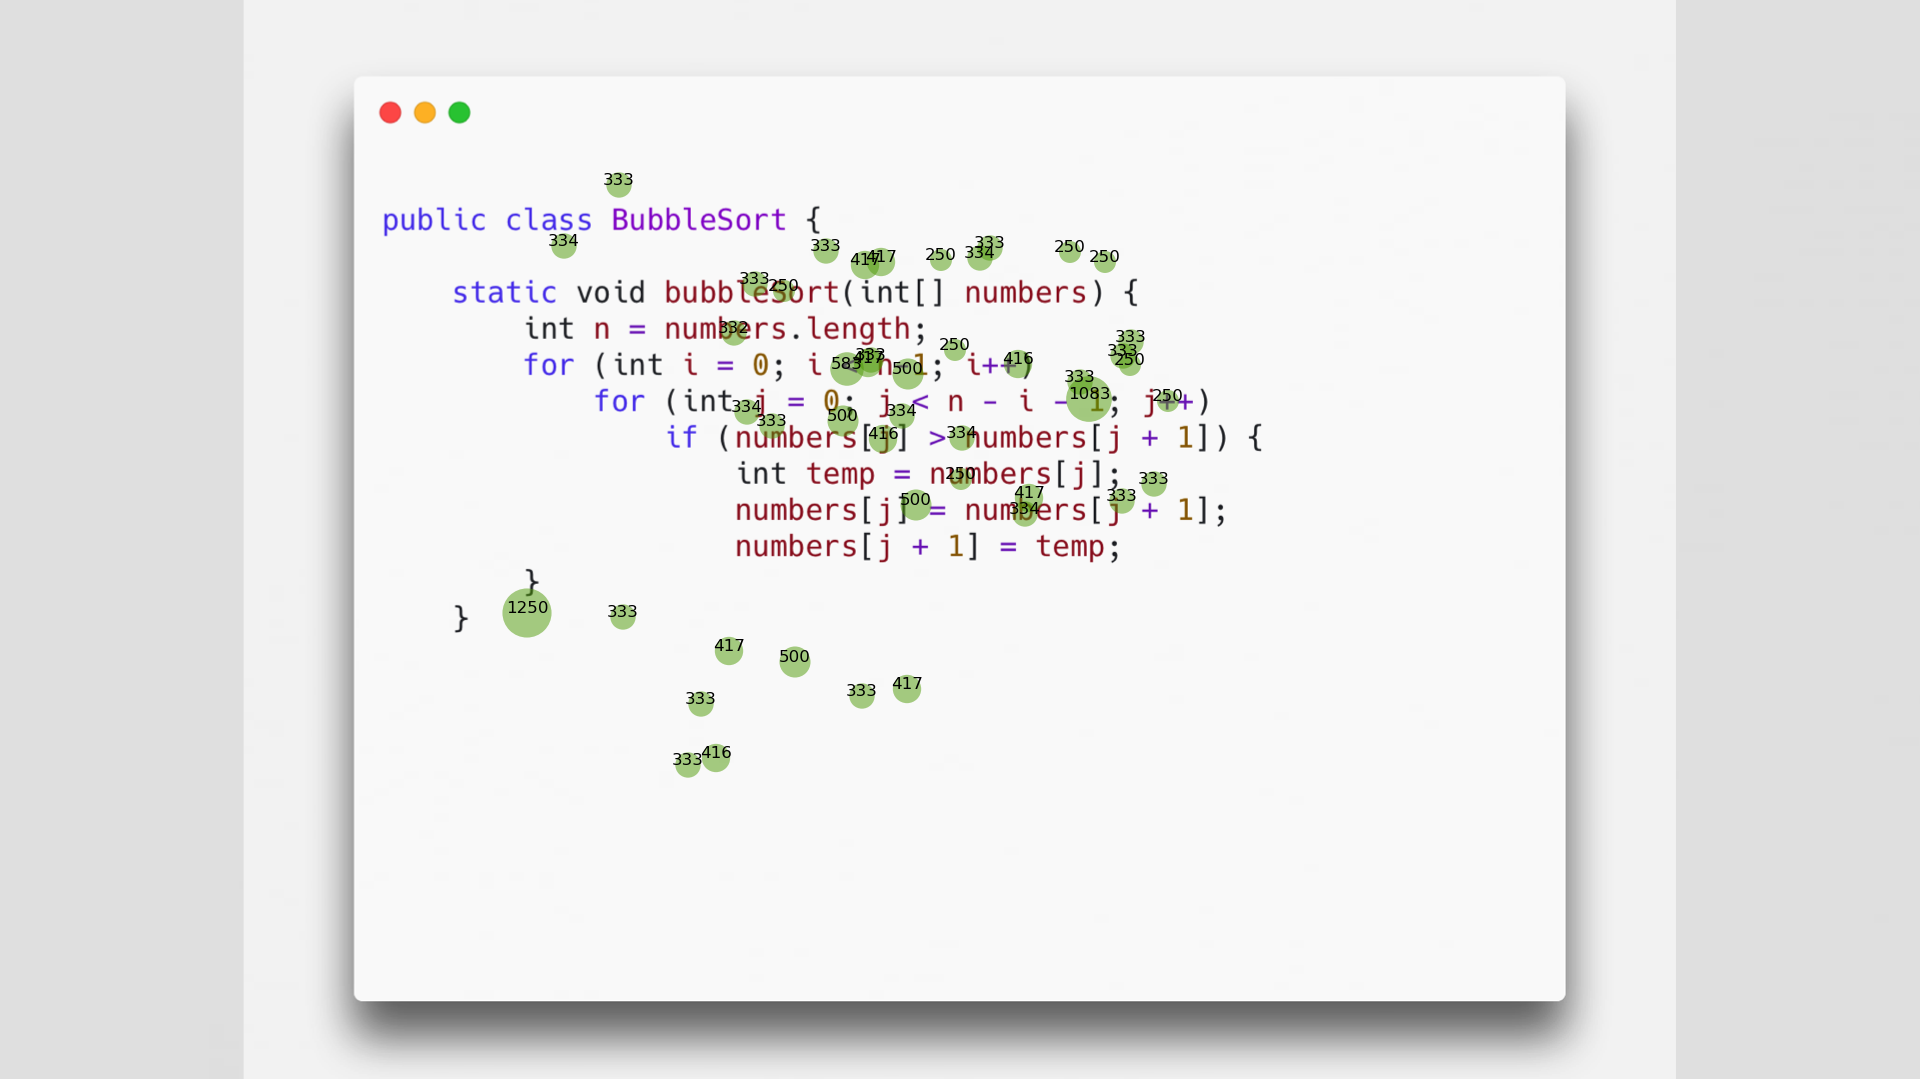 333
public class BubbleSort {
334 333 417 417 250 334 333 250 250
333 250
static void bubbleSort(int[] numbers) {
332
int n = numbers.length;
250 333 333 250
583 417 333 500 416
for (int i = 0; i < n-1; i++)
333 1083 250
for (int j = 0; j < n - i - 1; j++)
334 333 500 334 416 334
if (numbers[j] > numbers[j + 1]) {
250 333
int temp = numbers[j];
500 417 334 333
numbers[j] = numbers[j + 1];
numbers[j + 1] = temp;
}
1250 333
}
417 500
333 333 417
333 416